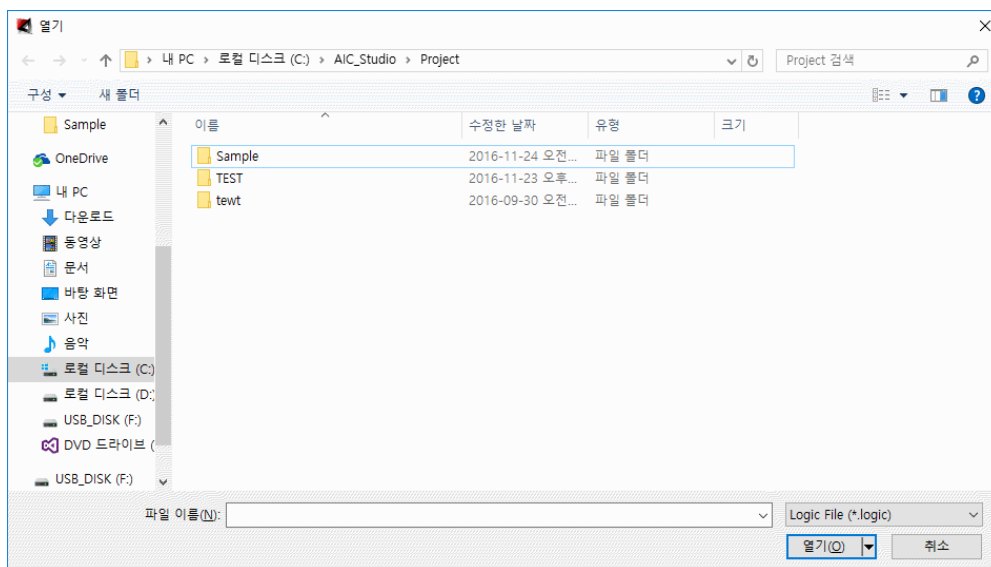 열기
내 PC › 로컬 디스크 (C:) › AIC_Studio › Project
Project 검색
구성
새 폴더
Sample
OneDrive
내 PC
다운로드
동영상
문서
바탕 화면
사진
음악
로컬 디스크 (C:)
로컬 디스크 (D:)
USB_DISK (F:)
DVD 드라이브 (
USB_DISK (F:)
이름 수정한 날짜 유형 크기
Sample 2016-11-24 오전... 파일 폴더
TEST 2016-11-23 오후... 파일 폴더
tewt 2016-09-30 오전... 파일 폴더
파일 이름(N):
Logic File (*.logic)
열기(O)
취소